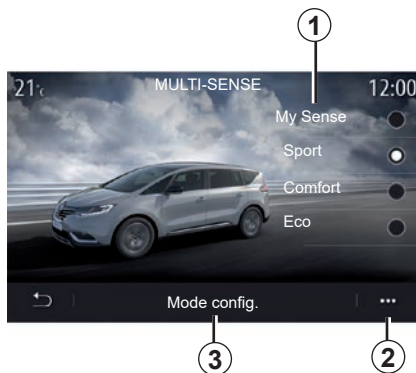 1
21°c MULTI-SENSE 12:00
My Sense
Sport
Comfort
Eco
Mode config.
3 2